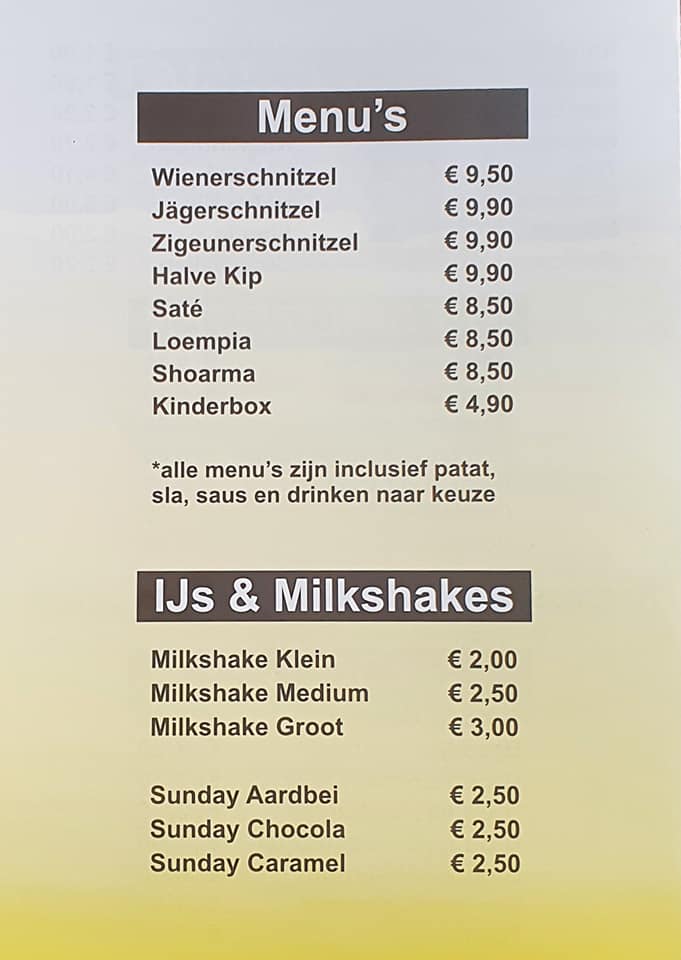 Menu's
Wienerschnitzel € 9,50
Jägerschnitzel € 9,90
Zigeunerschnitzel € 9,90
Halve Kip € 9,90
Saté € 8,50
Loempia € 8,50
Shoarma € 8,50
Kinderbox € 4,90
*alle menu's zijn inclusief patat,
sla, saus en drinken naar keuze
IJs & Milkshakes
Milkshake Klein € 2,00
Milkshake Medium € 2,50
Milkshake Groot € 3,00
Sunday Aardbei € 2,50
Sunday Chocola € 2,50
Sunday Caramel € 2,50